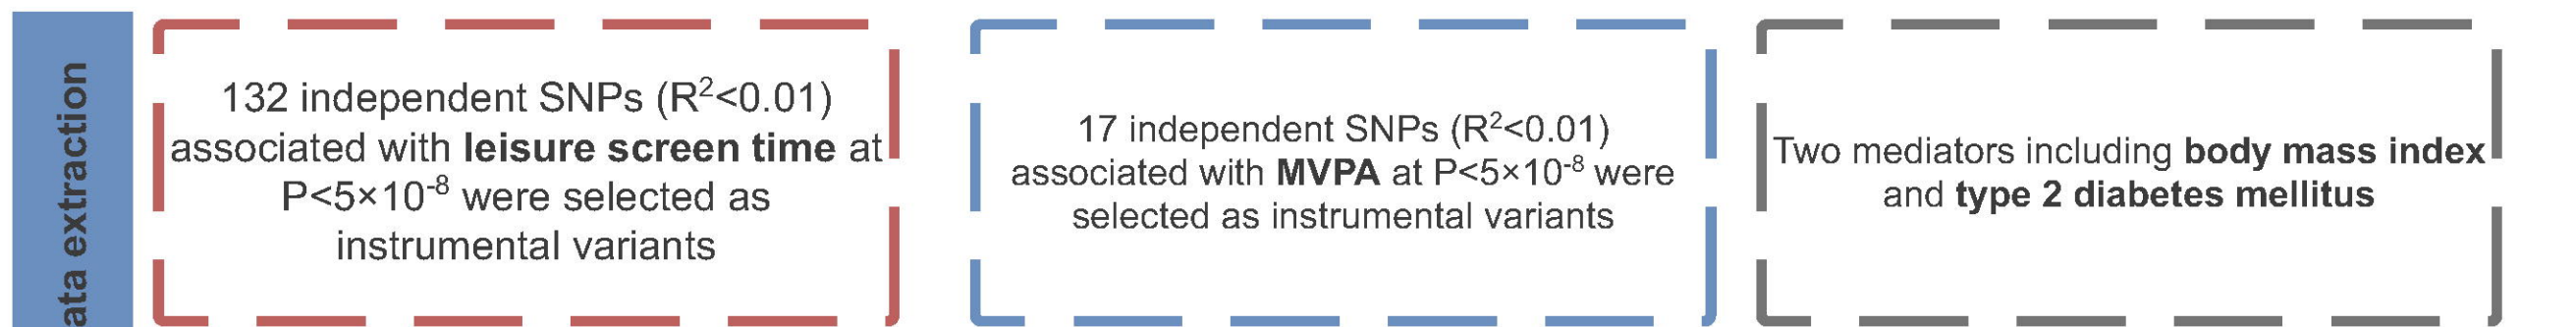 ata extraction
132 independent SNPs (R²<0.01)
associated with leisure screen time at
P<5×10⁻⁸ were selected as
instrumental variants
17 independent SNPs (R²<0.01)
associated with MVPA at P<5×10⁻⁸ were
selected as instrumental variants
Two mediators including body mass index
and type 2 diabetes mellitus